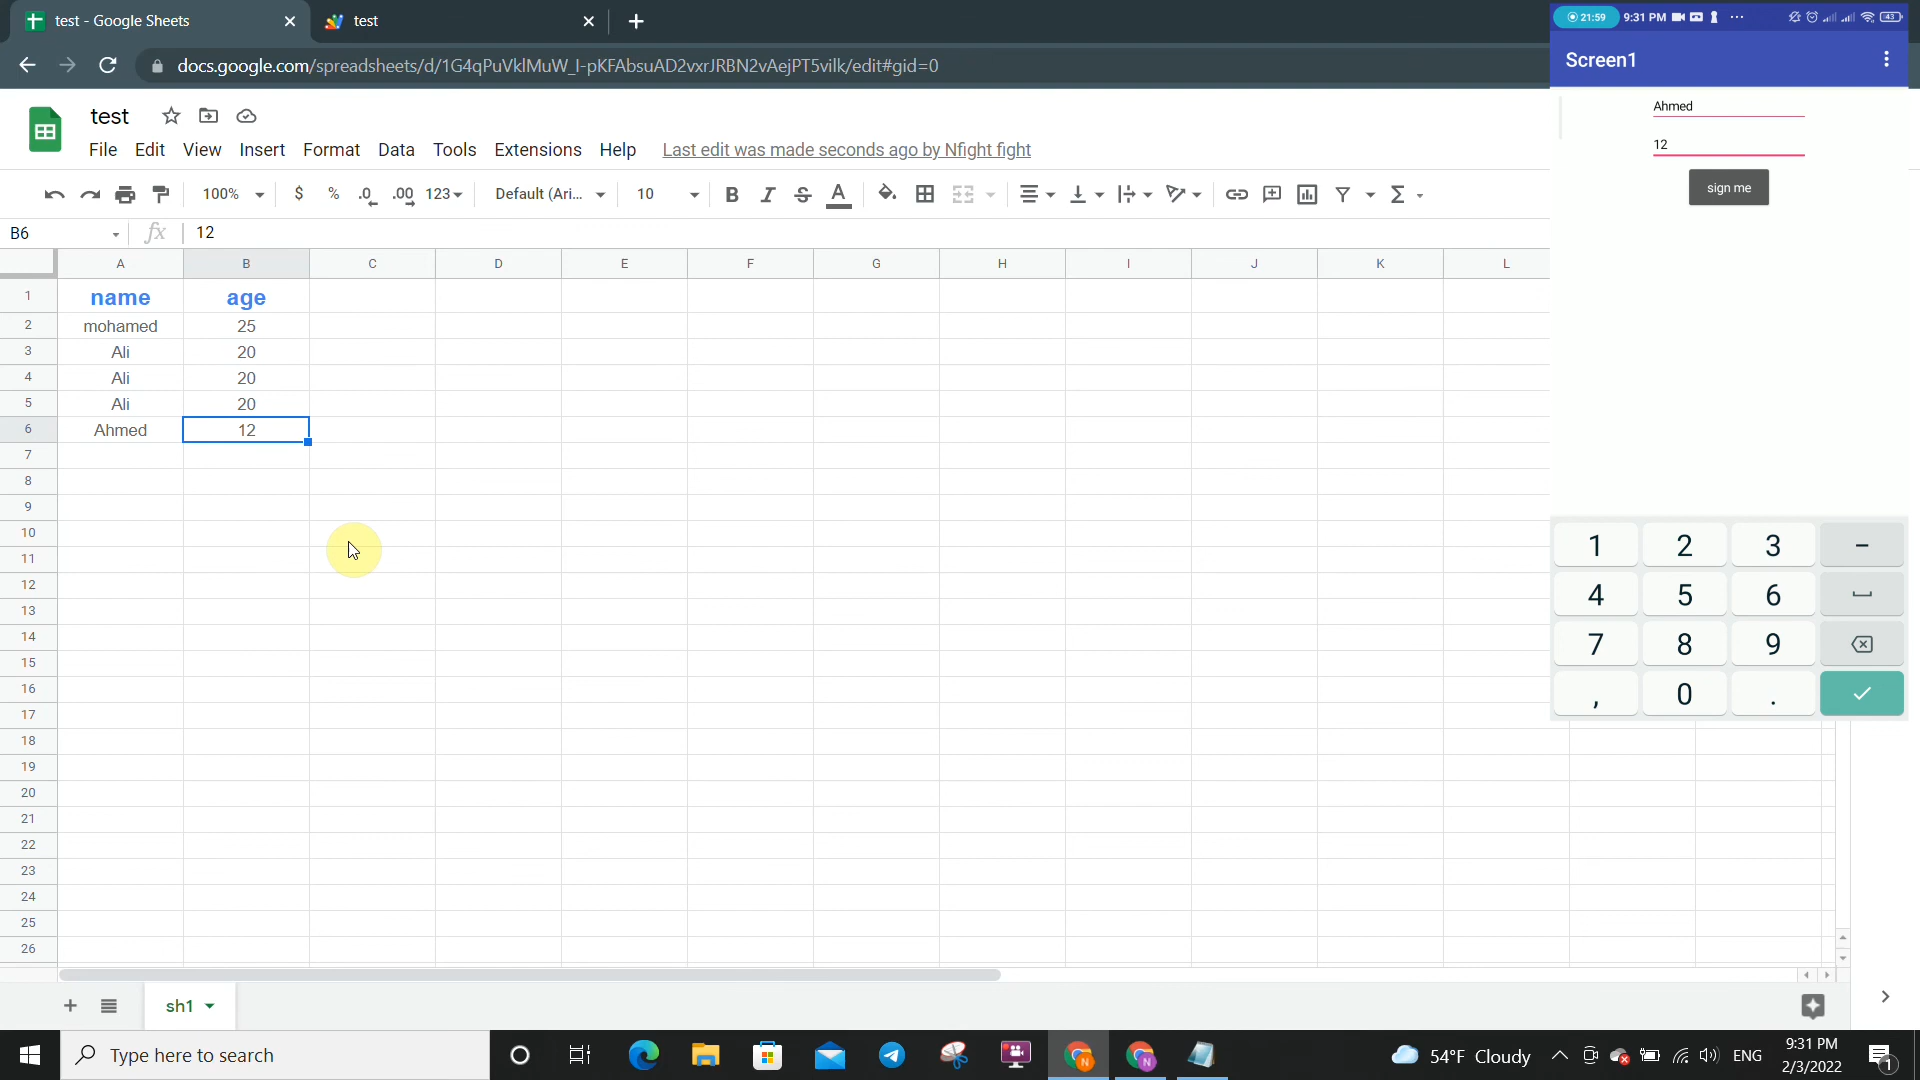 test - Google Sheets
test
docs.google.com/spreadsheets/d/1G4qPuVklMuW_I-pKFAbsuAD2vxrJRBN2vAejPT5vilk/edit#gid=0
21:59 9:31 PM 43
Screen1
test
File Edit View Insert Format Data Tools Extensions Help Last edit was made seconds ago by Nfight fight
100% $ % .0 .00 123 Default (Ari... 10 B I S A Σ
B6 fx 12
A B C D E F G H I J K L
1 name age
2 mohamed 25
3 Ali 20
4 Ali 20
5 Ali 20
6 Ahmed 12
7
8
9
10
11
12
13
14
15
16
17
18
19
20
21
22
23
24
25
26
Ahmed
12
sign me
1 2 3 –
4 5 6
7 8 9
, 0 .
sh1
Type here to search
54°F Cloudy
ENG
9:31 PM
2/3/2022
1